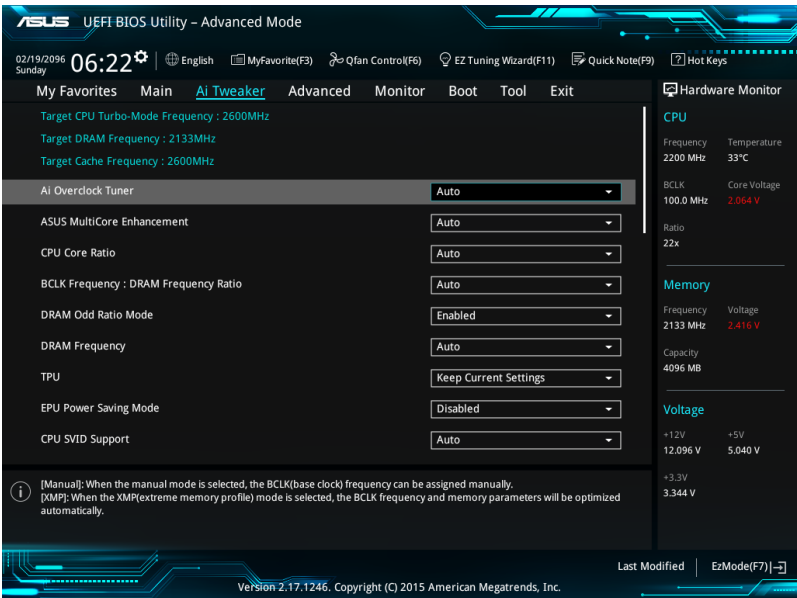 ASUS UEFI BIOS Utility – Advanced Mode
02/19/2096
Sunday
06:22
English
MyFavorite(F3)
Qfan Control(F6)
EZ Tuning Wizard(F11)
Quick Note(F9)
? Hot Keys
My Favorites
Main
Ai Tweaker
Advanced
Monitor
Boot
Tool
Exit
Target CPU Turbo-Mode Frequency : 2600MHz
Target DRAM Frequency : 2133MHz
Target Cache Frequency : 2600MHz
Ai Overclock Tuner Auto
ASUS MultiCore Enhancement Auto
CPU Core Ratio Auto
BCLK Frequency : DRAM Frequency Ratio Auto
DRAM Odd Ratio Mode Enabled
DRAM Frequency Auto
TPU Keep Current Settings
EPU Power Saving Mode Disabled
CPU SVID Support Auto
[Manual]: When the manual mode is selected, the BCLK(base clock) frequency can be assigned manually.
[XMP]: When the XMP(extreme memory profile) mode is selected, the BCLK frequency and memory parameters will be optimized
automatically.
Hardware Monitor
CPU
Frequency Temperature
2200 MHz 33°C
BCLK Core Voltage
100.0 MHz 2.064 V
Ratio
22x
Memory
Frequency Voltage
2133 MHz 2.416 V
Capacity
4096 MB
Voltage
+12V +5V
12.096 V 5.040 V
+3.3V
3.344 V
Last Modified
EzMode(F7)
Version 2.17.1246. Copyright (C) 2015 American Megatrends, Inc.